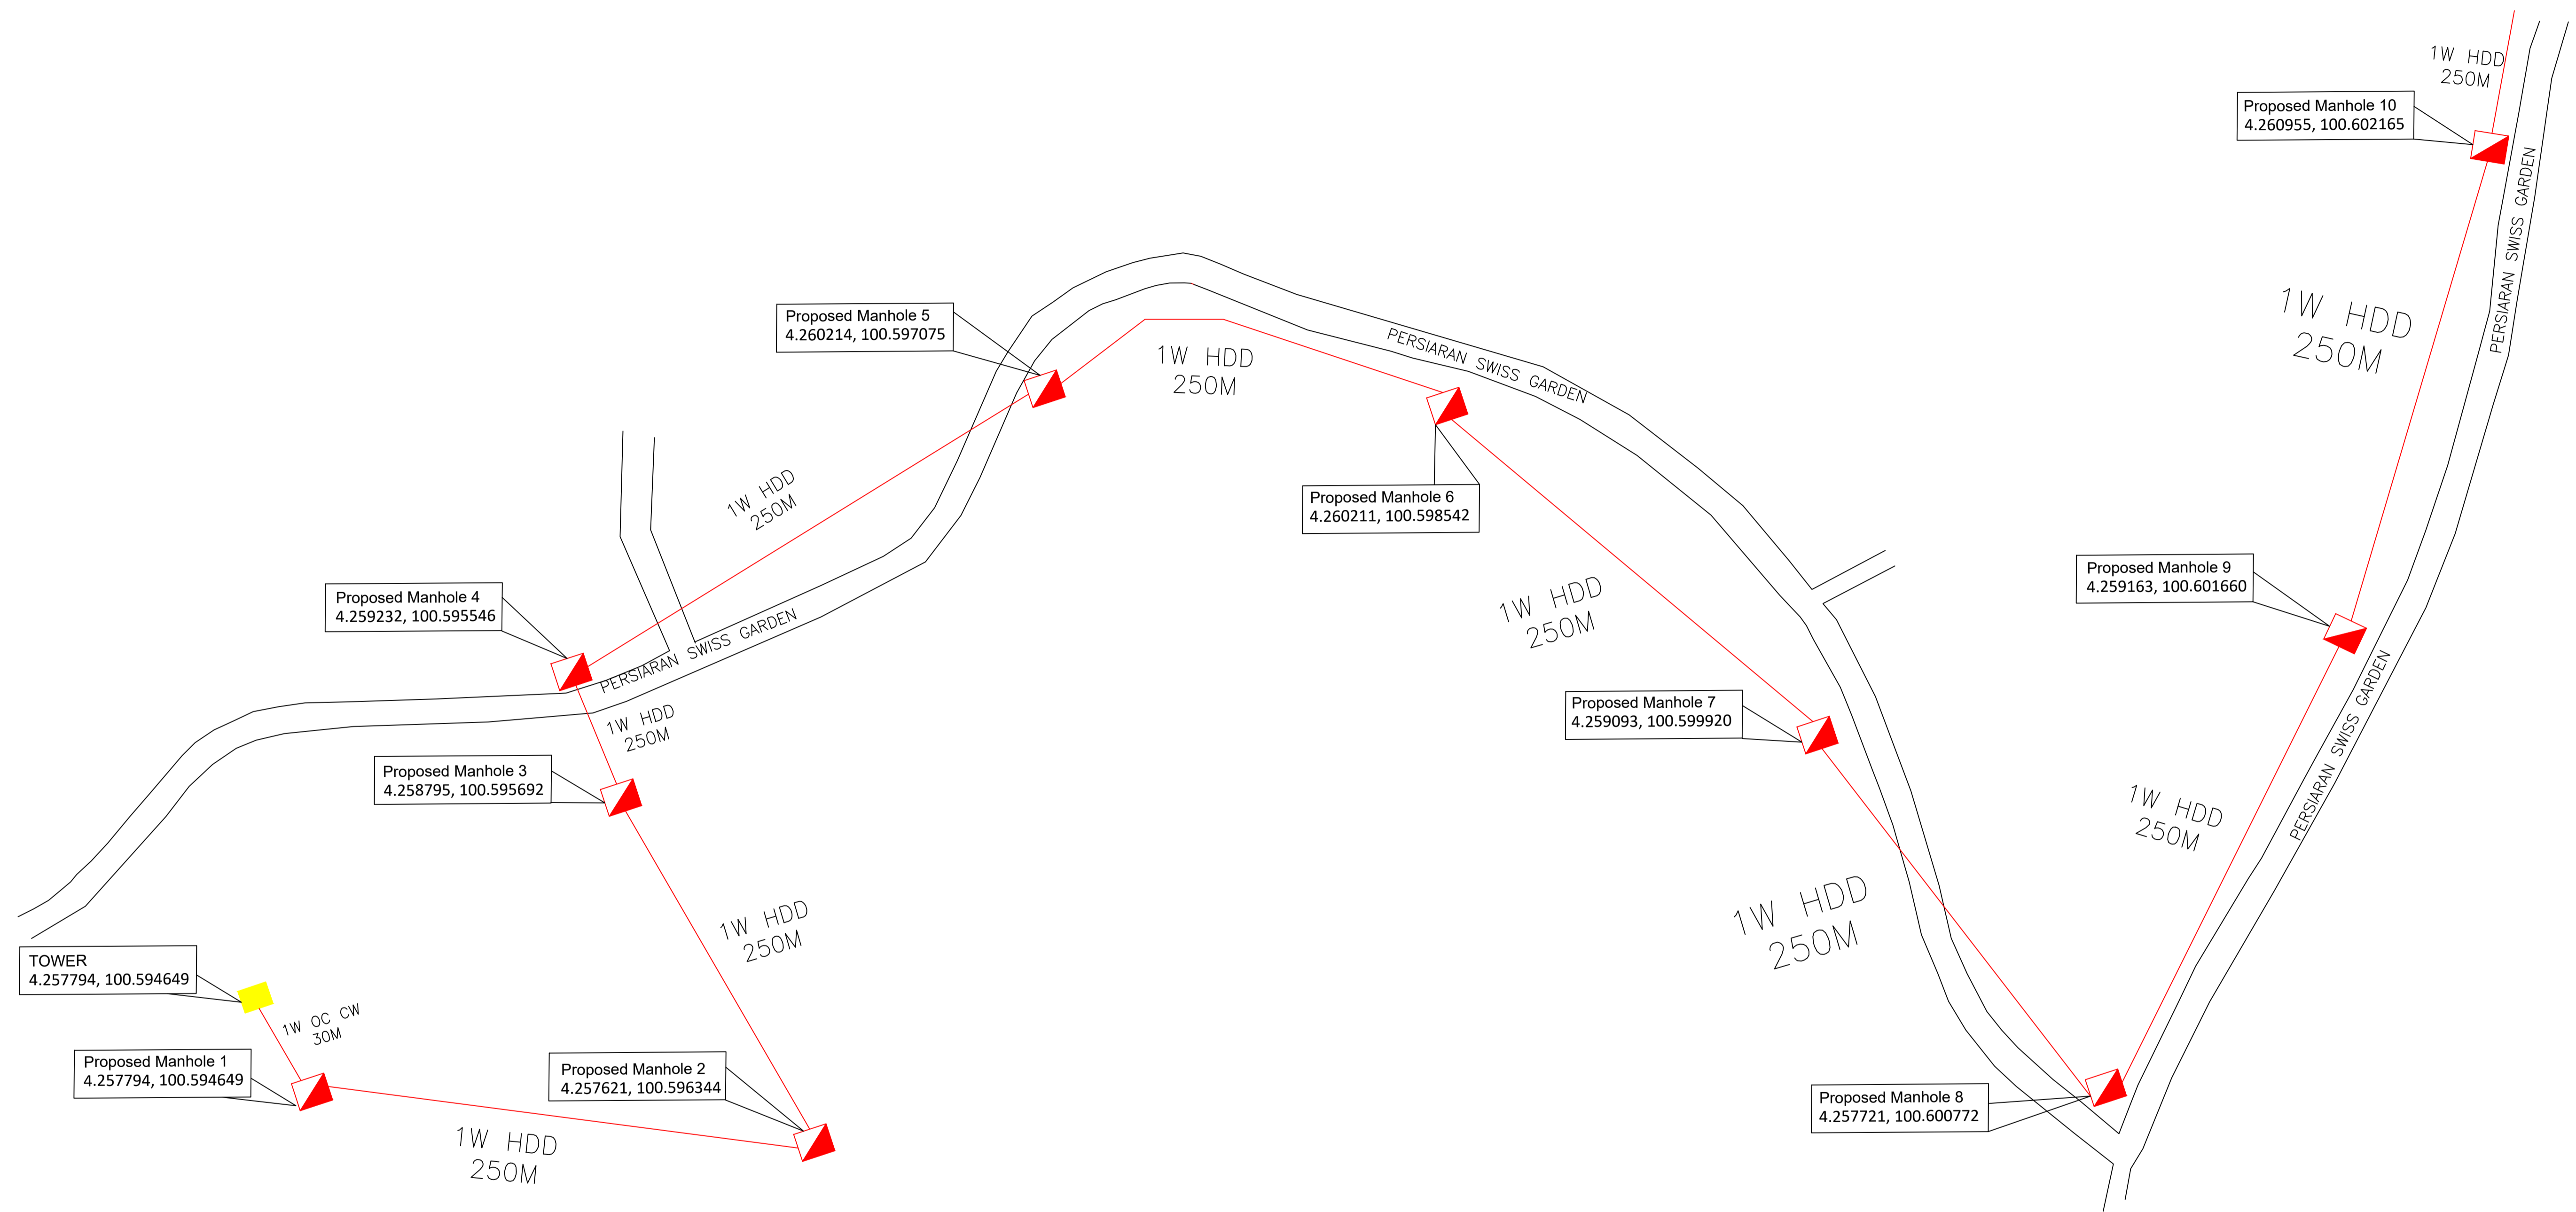 1W HDD
250M
Proposed Manhole 10
4.260955, 100.602165
PERSIARAN SWISS GARDEN
1W HDD
250M
Proposed Manhole 5
4.260214, 100.597075
1W HDD
250M
PERSIARAN SWISS GARDEN
1W HDD
250M
Proposed Manhole 6
4.260211, 100.598542
Proposed Manhole 4
4.259232, 100.595546
PERSIARAN SWISS GARDEN
1W HDD
250M
Proposed Manhole 9
4.259163, 100.601660
1W HDD
250M
Proposed Manhole 3
4.258795, 100.595692
Proposed Manhole 7
4.259093, 100.599920
PERSIARAN SWISS GARDEN
1W HDD
250M
1W HDD
250M
1W HDD
250M
TOWER
4.257794, 100.594649
1W OC CW
30M
Proposed Manhole 1
4.257794, 100.594649
Proposed Manhole 2
4.257621, 100.596344
Proposed Manhole 8
4.257721, 100.600772
1W HDD
250M